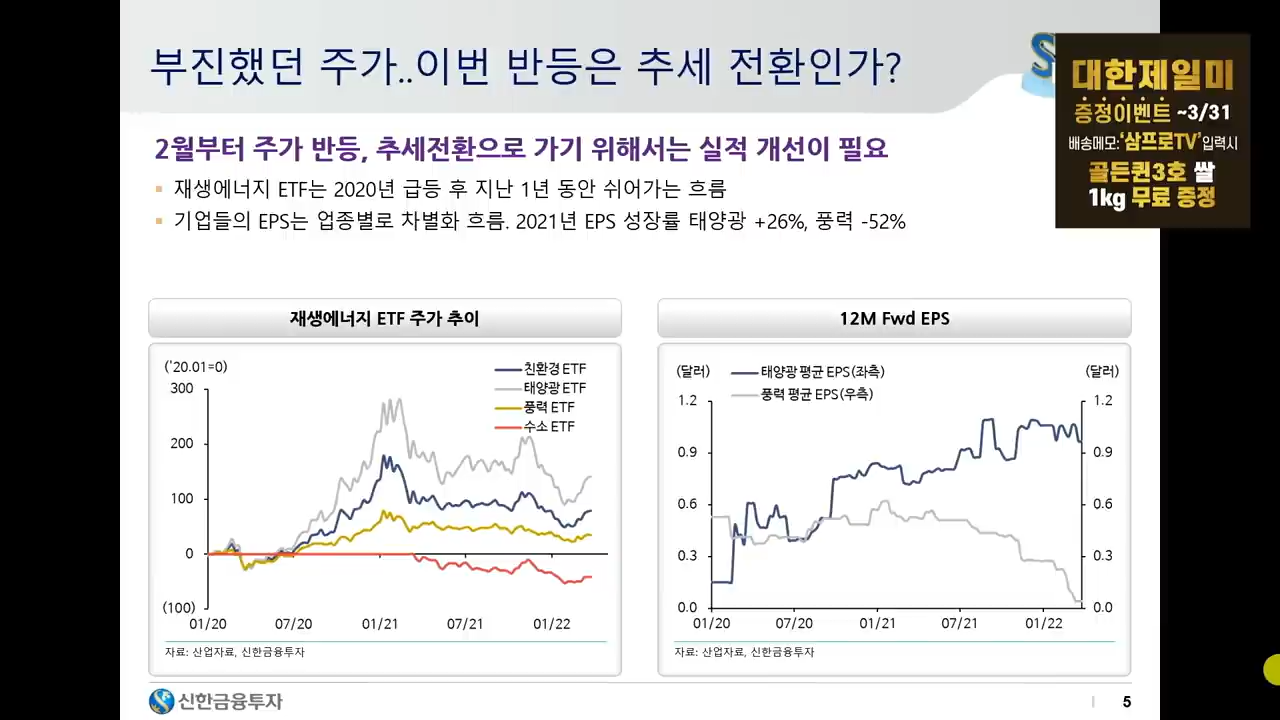 부진했던 주가..이번 반등은 추세 전환인가?
대한제일미
증정이벤트 ~3/31
배송메모:'삼프로TV'입력시
골든퀸3호 쌀
1kg 무료 증정
2월부터 주가 반등, 추세전환으로 가기 위해서는 실적 개선이 필요
재생에너지 ETF는 2020년 급등 후 지난 1년 동안 쉬어가는 흐름
기업들의 EPS는 업종별로 차별화 흐름. 2021년 EPS 성장률 태양광 +26%, 풍력 -52%
재생에너지 ETF 주가 추이
('20.01=0)
친환경 ETF
태양광 ETF
풍력 ETF
수소 ETF
300
200
100
0
(100)
01/20 07/20 01/21 07/21 01/22
자료: 산업자료, 신한금융투자
12M Fwd EPS
(달러)
태양광 평균 EPS(좌측)
풍력 평균 EPS(우측)
(달러)
1.2
0.9
0.6
0.3
0.0
1.2
0.9
0.6
0.3
0.0
01/20 07/20 01/21 07/21 01/22
자료: 산업자료, 신한금융투자
신한금융투자
5